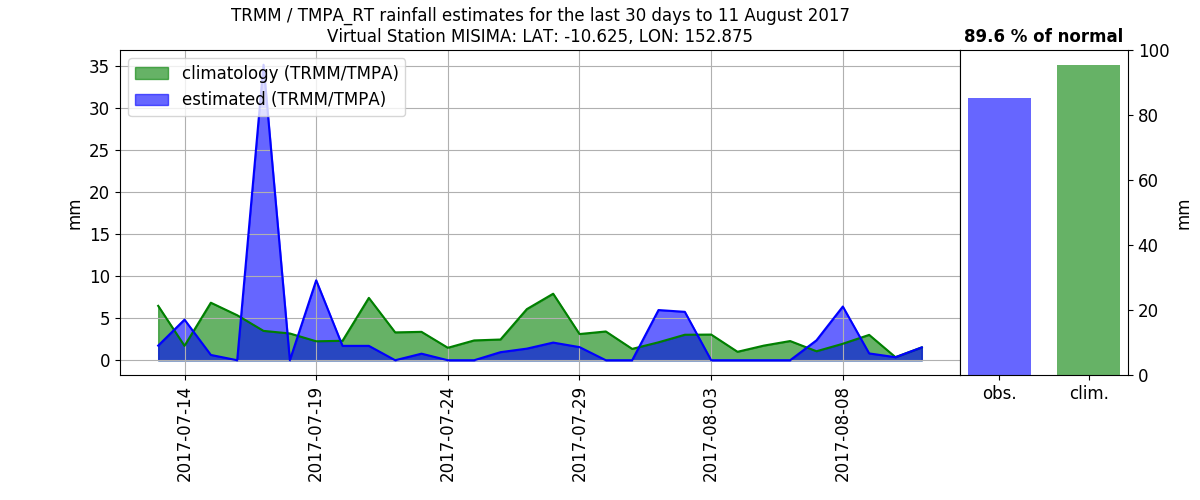 TRMM / TMPA_RT rainfall estimates for the last 30 days to 11 August 2017
Virtual Station MISIMA: LAT: -10.625, LON: 152.875
89.6 % of normal
climatology (TRMM/TMPA)
estimated (TRMM/TMPA)
mm
35
30
25
20
15
10
5
0
2017-07-14
2017-07-19
2017-07-24
2017-07-29
2017-08-03
2017-08-08
100
80
60
40
20
0
mm
obs.
clim.